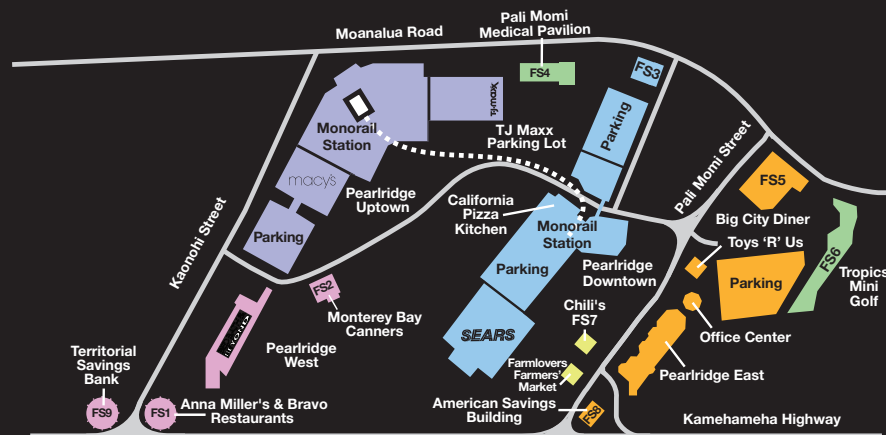 Moanalua Road
Pali Momi
Medical Pavilion
FS4
FS3
T.J.maxx
Monorail
Station
TJ Maxx
Parking Lot
Parking
Pali Momi Street
macy's
Pearlridge
Uptown
California
Pizza
Kitchen
FS5
Big City Diner
Kaonohi Street
Parking
Monorail
Station
Toys 'R' Us
FS6
Parking
Pearlridge
Downtown
Parking
Tropics
Mini
Golf
FS2
Monterey Bay
Canners
Chili's
FS7
SEARS
Office Center
Territorial
Savings
Bank
Pearlridge
West
BEYOND
Farmlovers
Farmers'
Market
Pearlridge East
FS9
FS1
Anna Miller's & Bravo
Restaurants
American Savings
Building
FS8
Kamehameha Highway